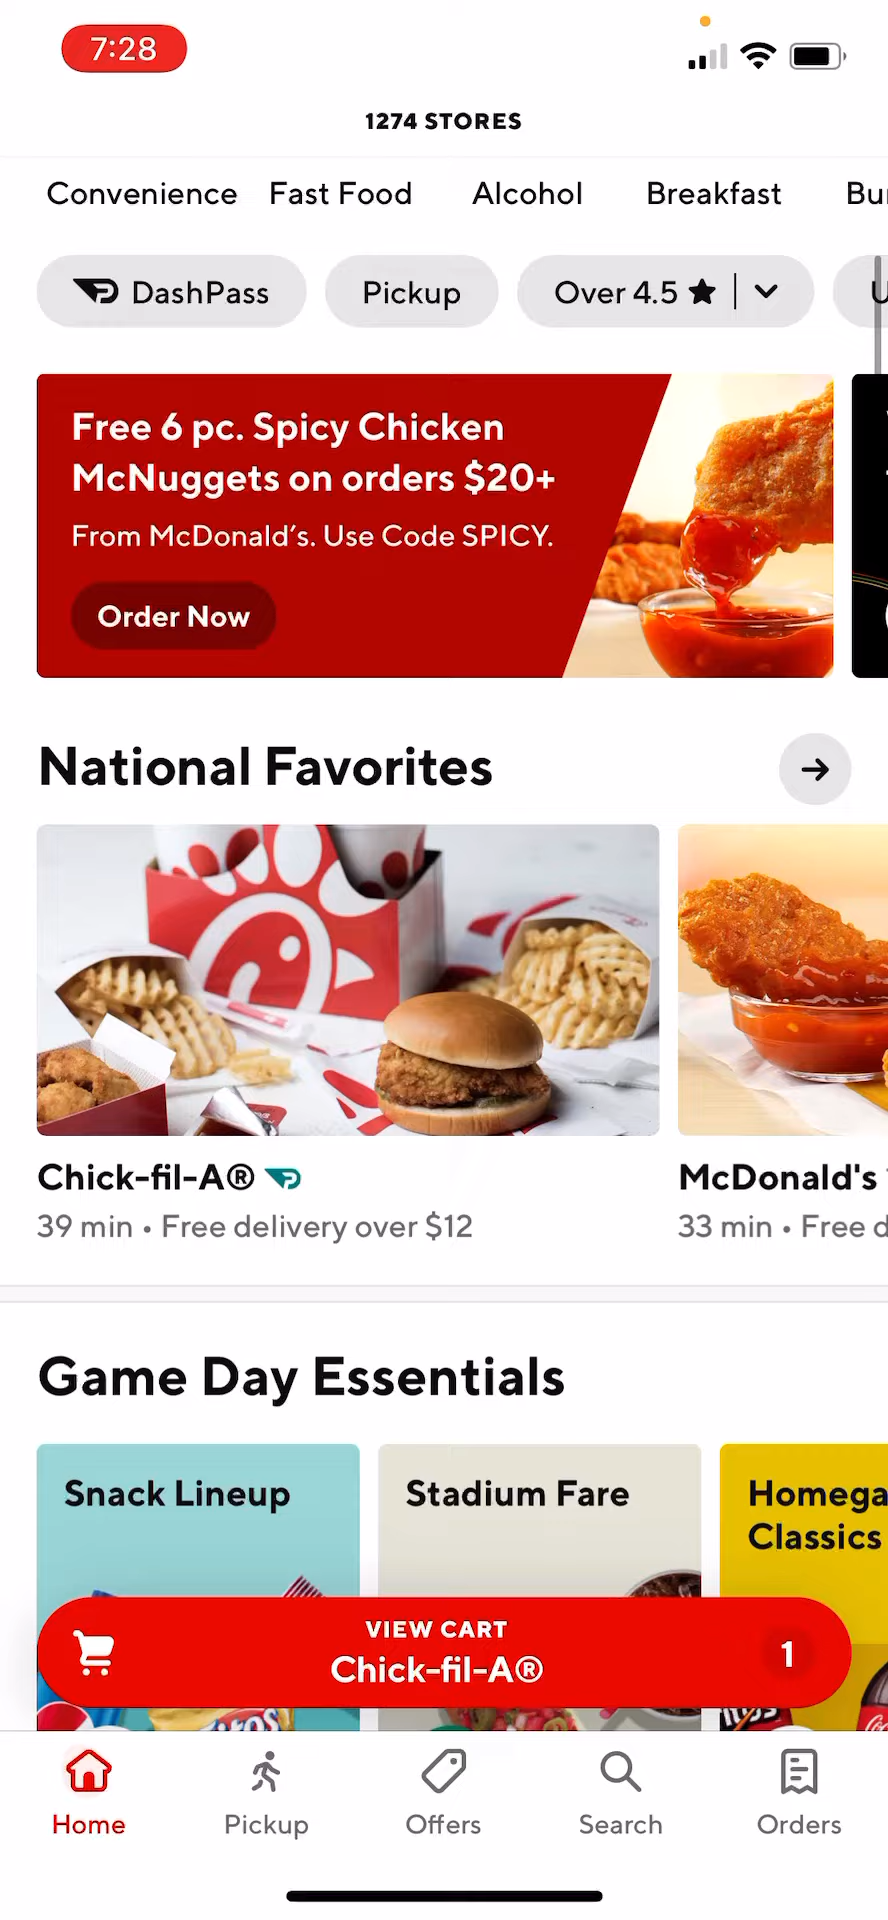 7:28
1274 STORES
Convenience Fast Food Alcohol Breakfast
DashPass Pickup Over 4.5 ★
Free 6 pc. Spicy Chicken
McNuggets on orders $20+
From McDonald's. Use Code SPICY.
Order Now
National Favorites
Chick-fil-A®
39 min • Free delivery over $12
McDonald's
33 min • Free
Game Day Essentials
Snack Lineup
Stadium Fare
Classics
VIEW CART
Chick-fil-A®
1
Home Pickup Offers Search Orders